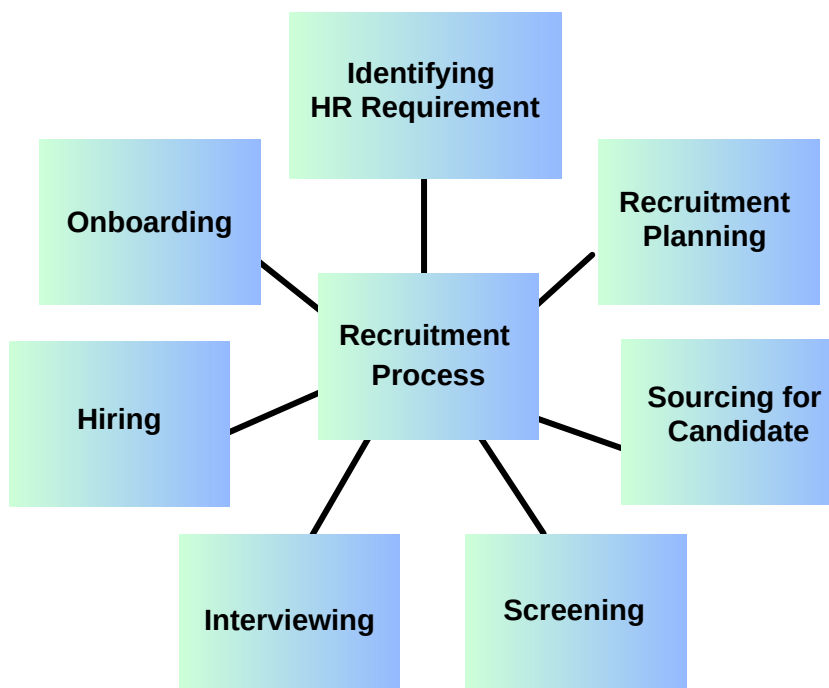 Identifying
HR Requirement
Recruitment
Planning
Sourcing for
Candidate
Screening
Interviewing
Hiring
Onboarding
Recruitment
Process